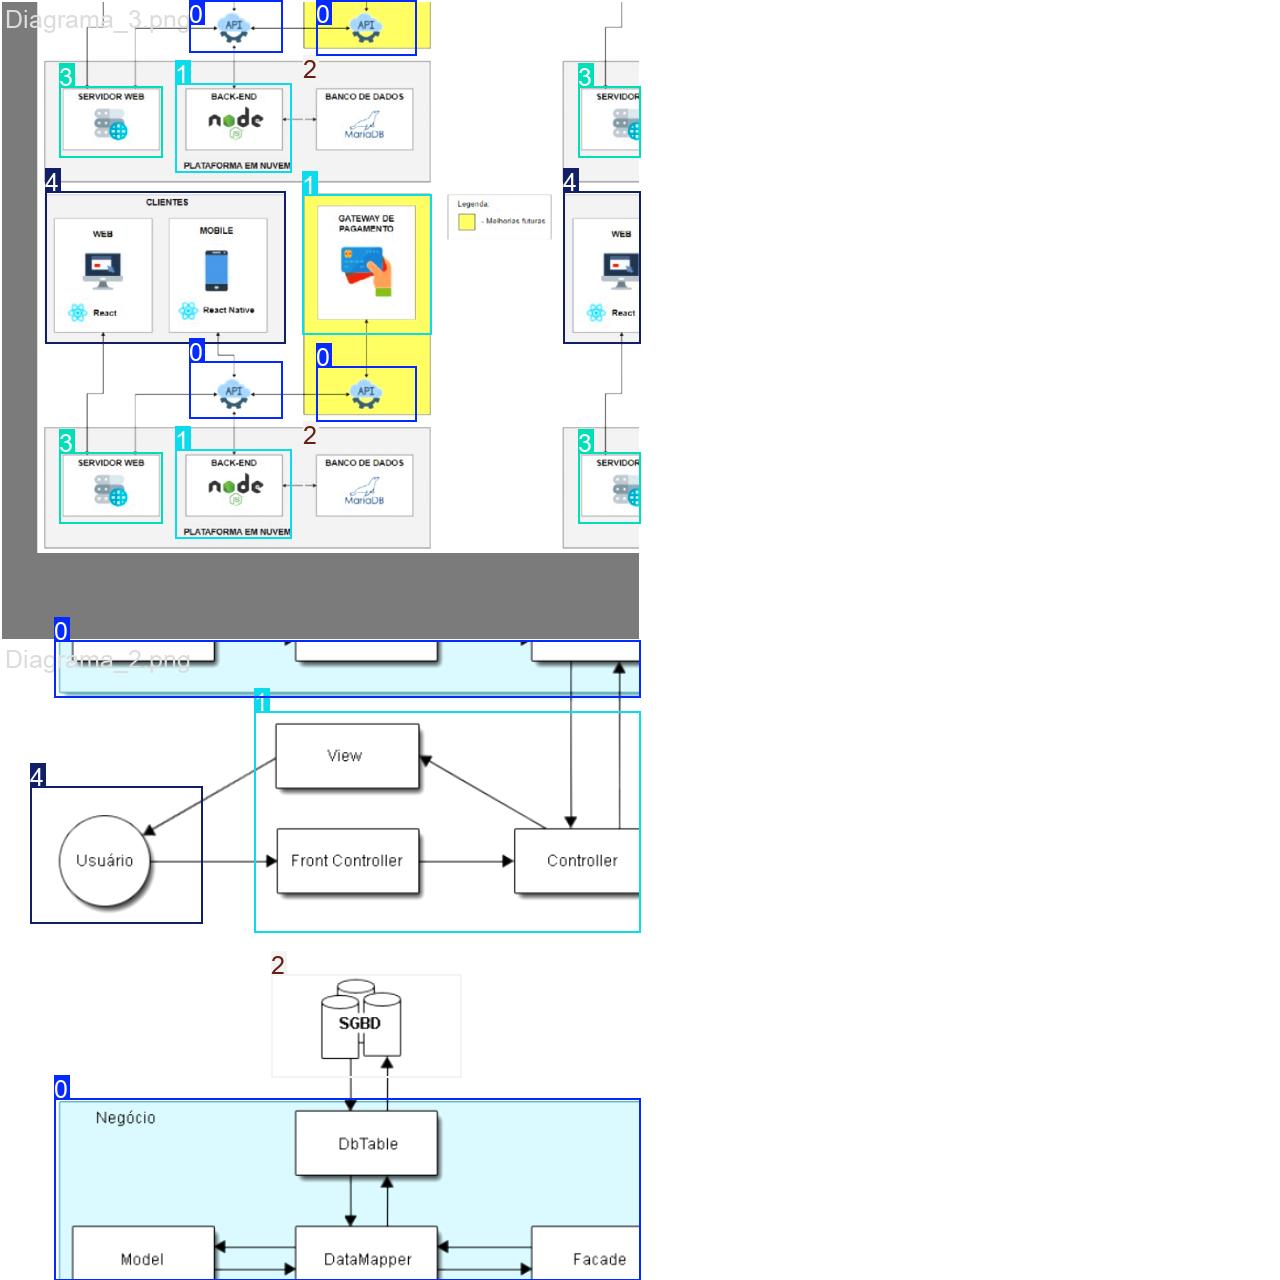 Diagrama_3.png
0
0
API
API
3
1
2
3
SERVIDOR WEB
BACK-END
BANCO DE DADOS
SERVIDOR
node
JS
MariaDB
PLATAFORMA EM NUVEM
4
1
4
CLIENTES
Legenda:
WEB
MOBILE
GATEWAY DE
PAGAMENTO
- Melhorias futuras
WEB
React
React Native
React
0
0
API
API
3
1
2
3
SERVIDOR WEB
BACK-END
BANCO DE DADOS
SERVIDOR
node
JS
MariaDB
PLATAFORMA EM NUVEM
0
Diagrama_2.png
1
View
4
Usuário
Front Controller
Controller
2
SGBD
0
Negócio
DbTable
Model
DataMapper
Facade